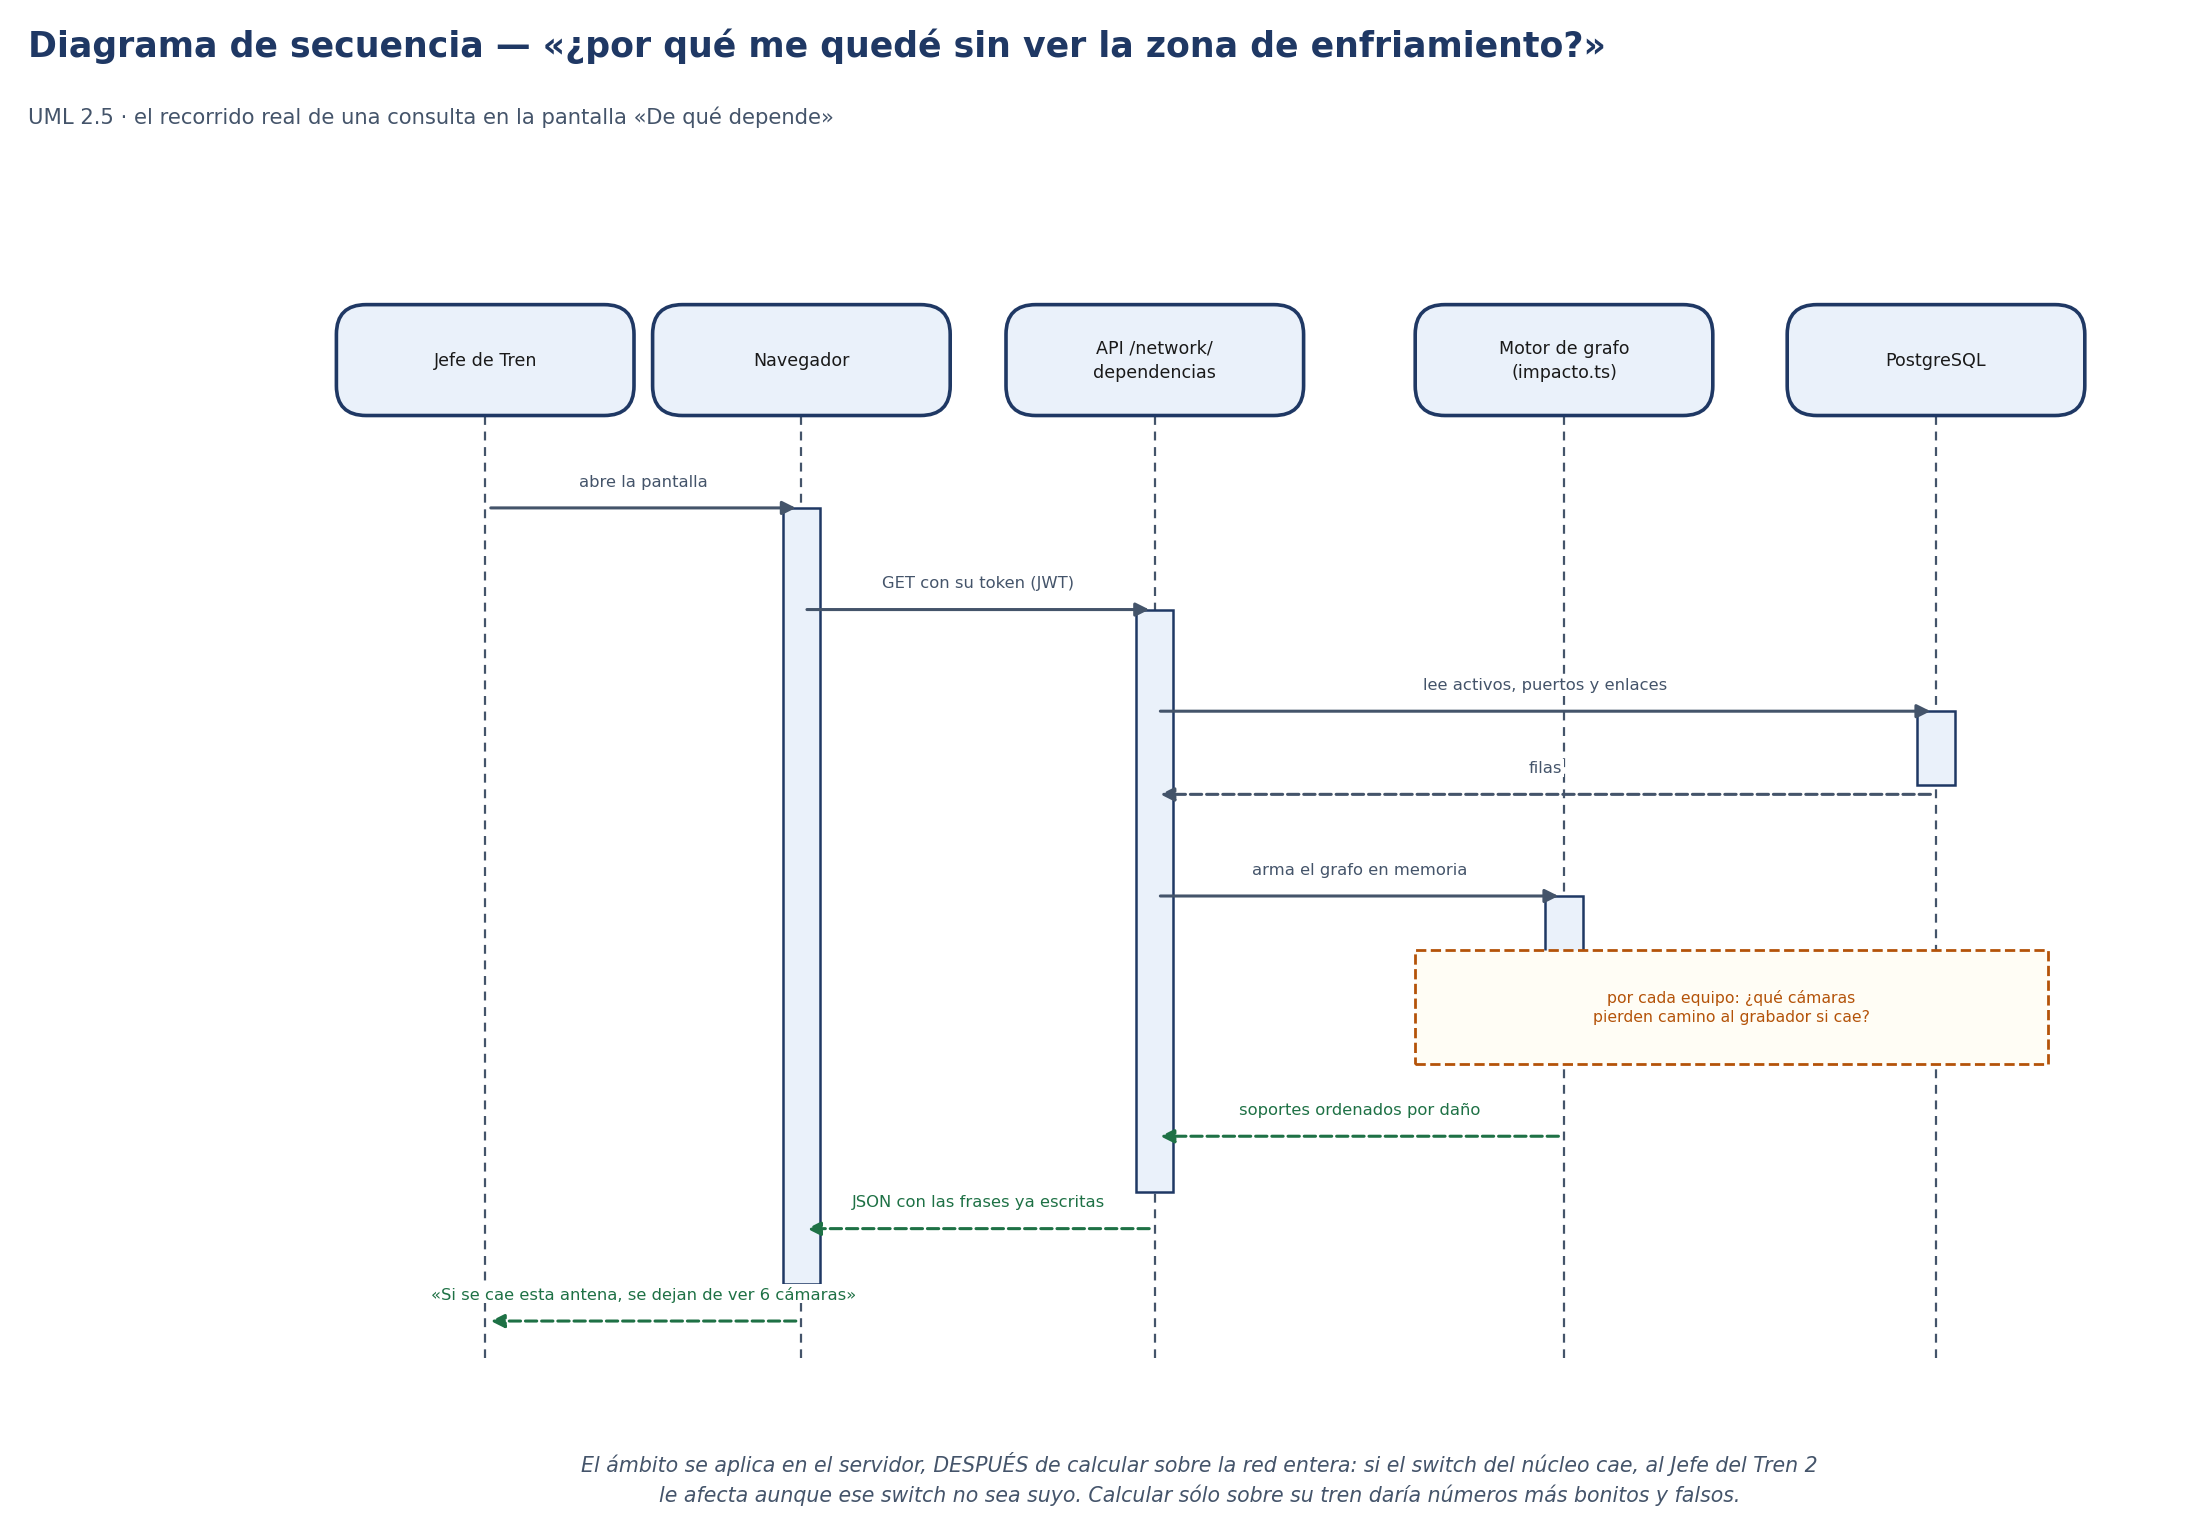 Diagrama de secuencia — «¿por qué me quedé sin ver la zona de enfriamiento?»
UML 2.5 · el recorrido real de una consulta en la pantalla «De qué depende»
Jefe de Tren
Navegador
API /network/
dependencias
Motor de grafo
(impacto.ts)
PostgreSQL
abre la pantalla
GET con su token (JWT)
lee activos, puertos y enlaces
filas
arma el grafo en memoria
por cada equipo: ¿qué cámaras
pierden camino al grabador si cae?
soportes ordenados por daño
JSON con las frases ya escritas
«Si se cae esta antena, se dejan de ver 6 cámaras»
El ámbito se aplica en el servidor, DESPUÉS de calcular sobre la red entera: si el switch del núcleo cae, al Jefe del Tren 2
le afecta aunque ese switch no sea suyo. Calcular sólo sobre su tren daría números más bonitos y falsos.